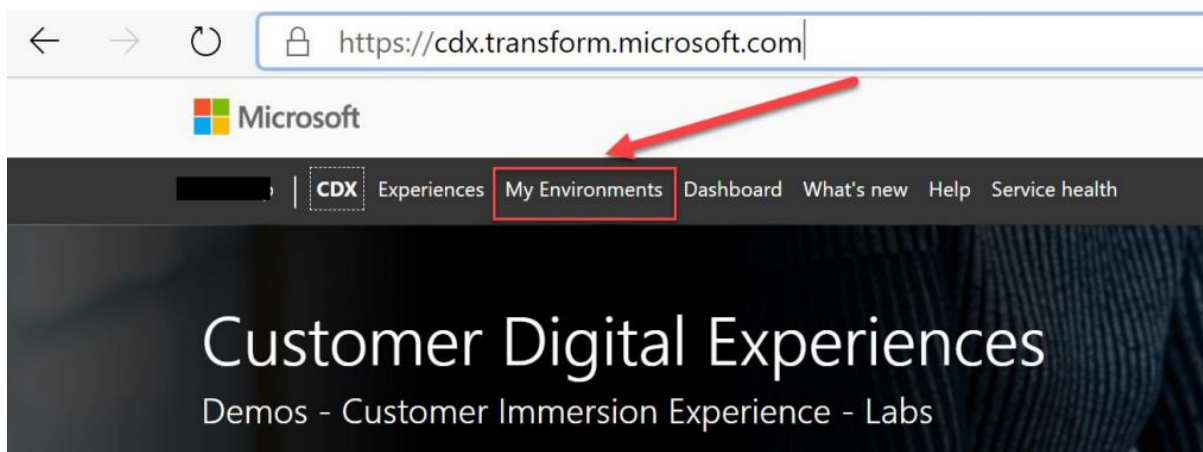 https://cdx.transform.microsoft.com
Microsoft
| CDX Experiences My Environments Dashboard What's new Help Service health
Customer Digital Experiences
Demos - Customer Immersion Experience - Labs